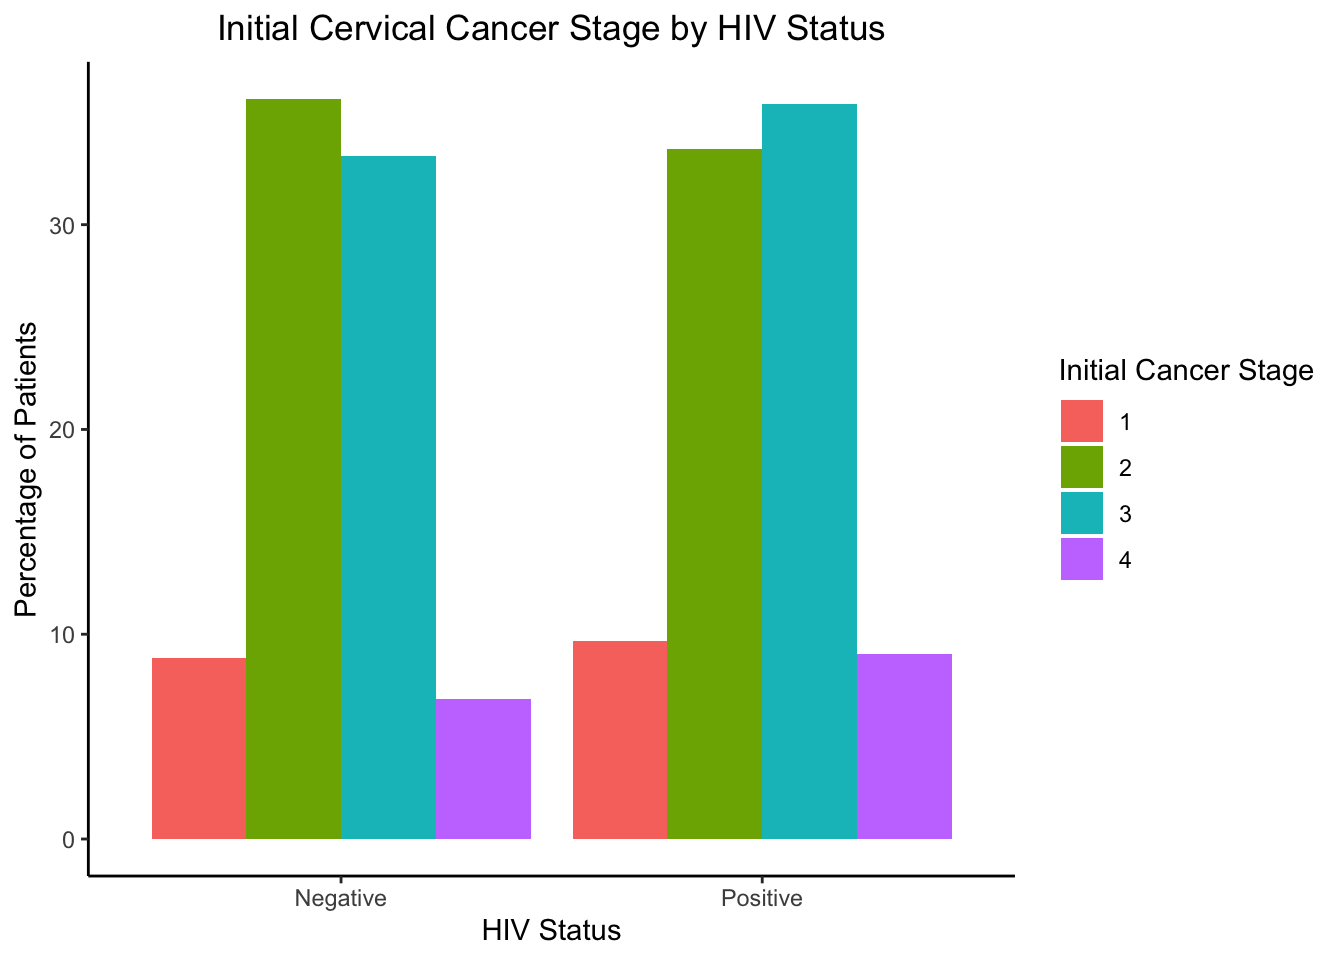 Initial Cervical Cancer Stage by HIV Status
Percentage of Patients
30
20
10
0
Negative
Positive
HIV Status
Initial Cancer Stage
1
2
3
4